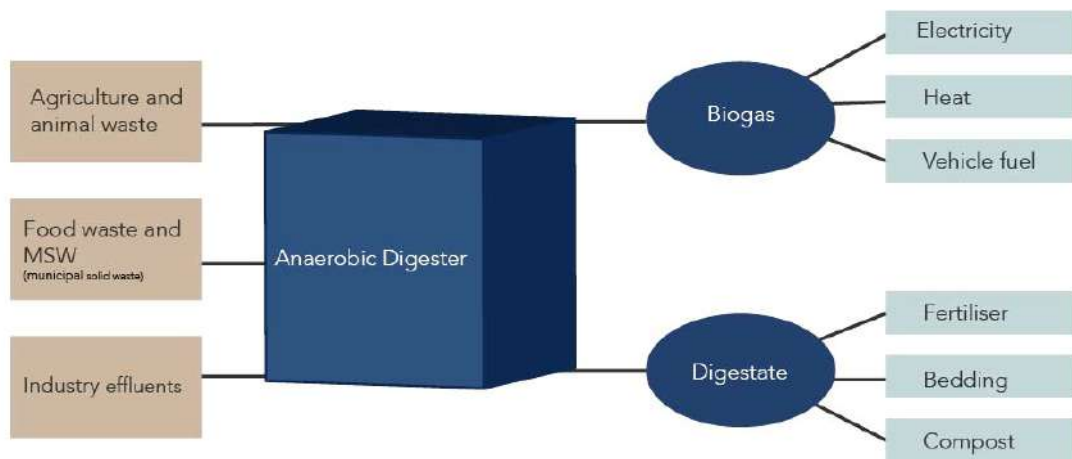 Agriculture and
animal waste
Food waste and
MSW
(municipal solid waste)
Industry effluents
Anaerobic Digester
Biogas
Digestate
Electricity
Heat
Vehicle fuel
Fertiliser
Bedding
Compost